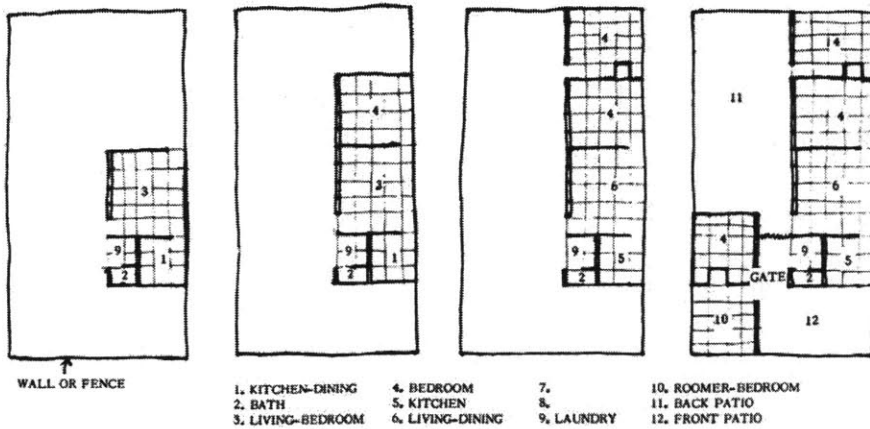 4
14
4
4
4
11
3
3
6
6
9
1
9
1
9
5
4
9
5
2
2
2
GATE
2
10
12
WALL OR FENCE
1. KITCHEN-DINING
2. BATH
3. LIVING-BEDROOM
4. BEDROOM
5. KITCHEN
6. LIVING-DINING
7.
8.
9. LAUNDRY
10. ROOMER-BEDROOM
11. BACK PATIO
12. FRONT PATIO